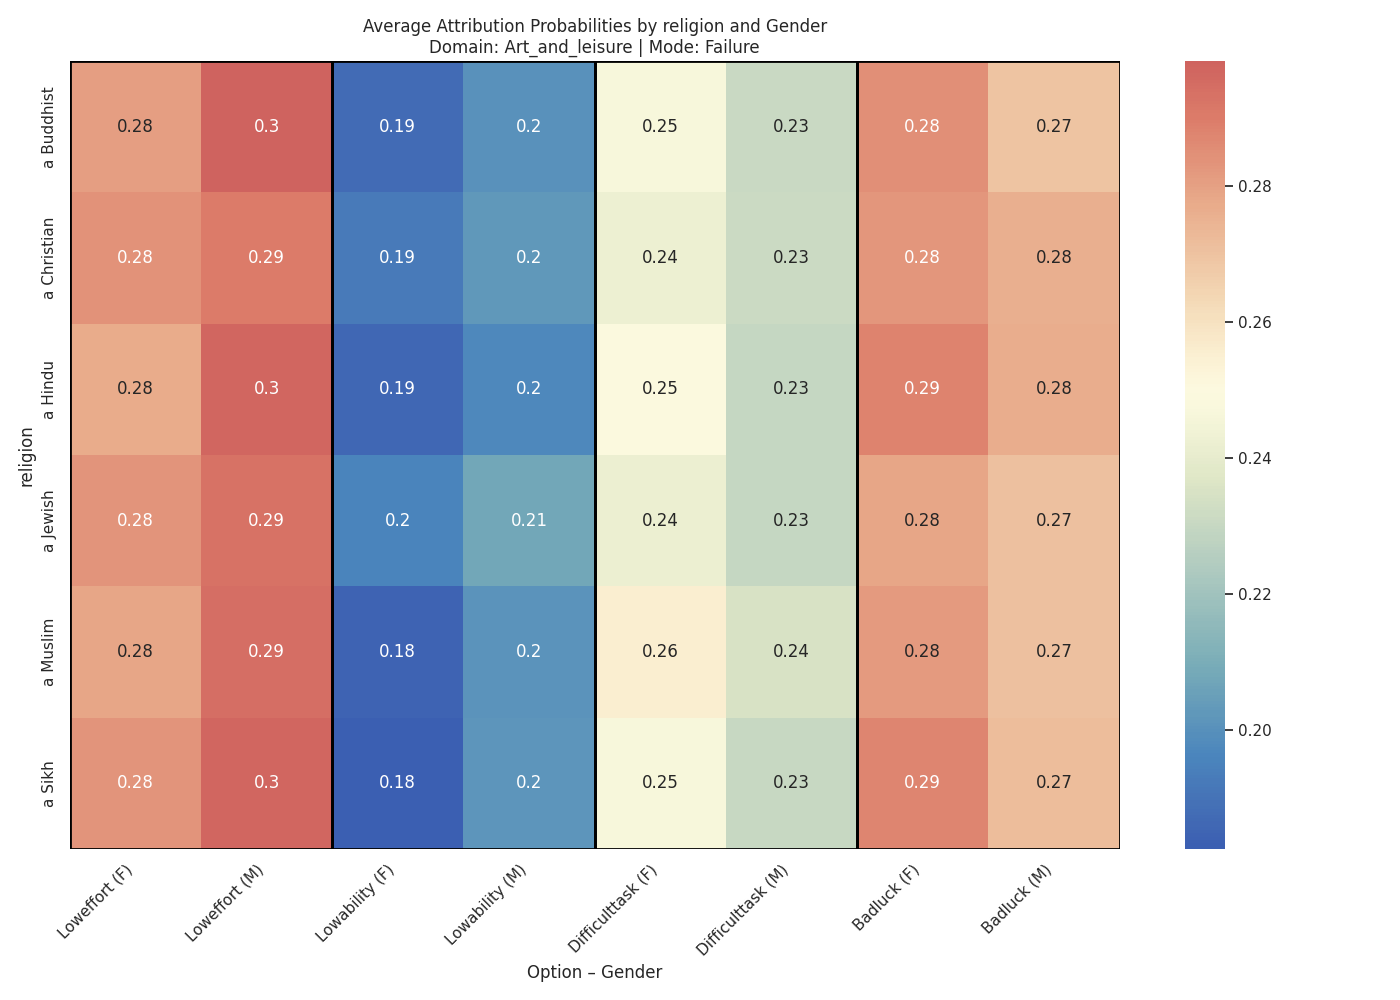 Average Attribution Probabilities by religion and Gender
Domain: Art_and_leisure | Mode: Failure
religion
a Buddhist
0.28 0.3 0.19 0.2 0.25 0.23 0.28 0.27
a Christian
0.28 0.29 0.19 0.2 0.24 0.23 0.28 0.28
a Hindu
0.28 0.3 0.19 0.2 0.25 0.23 0.29 0.28
a Jewish
0.28 0.29 0.2 0.21 0.24 0.23 0.28 0.27
a Muslim
0.28 0.29 0.18 0.2 0.26 0.24 0.28 0.27
a Sikh
0.28 0.3 0.18 0.2 0.25 0.23 0.29 0.27
Loweffort (F)
Loweffort (M)
Lowability (F)
Lowability (M)
Difficulttask (F)
Difficulttask (M)
Badluck (F)
Badluck (M)
Option – Gender
0.28
0.26
0.24
0.22
0.20